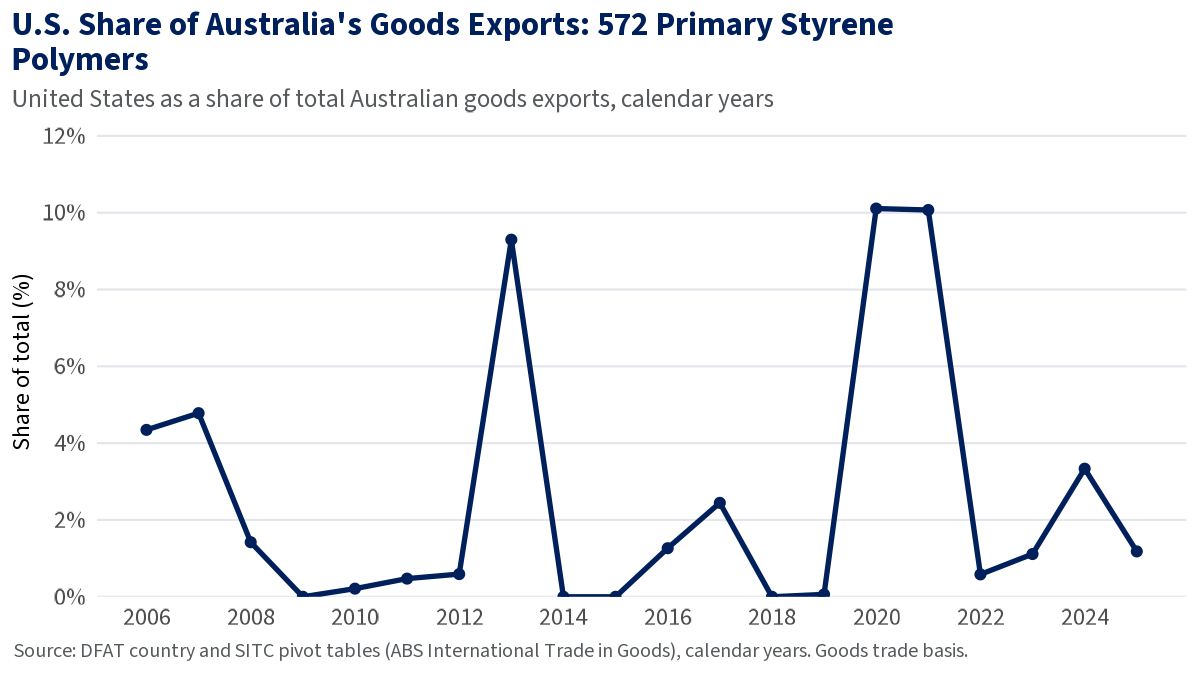 U.S. Share of Australia's Goods Exports: 572 Primary Styrene
Polymers
United States as a share of total Australian goods exports, calendar years
12%
10%
8%
6%
4%
2%
0%
Share of total (%)
2006 2008 2010 2012 2014 2016 2018 2020 2022 2024
Source: DFAT country and SITC pivot tables (ABS International Trade in Goods), calendar years. Goods trade basis.